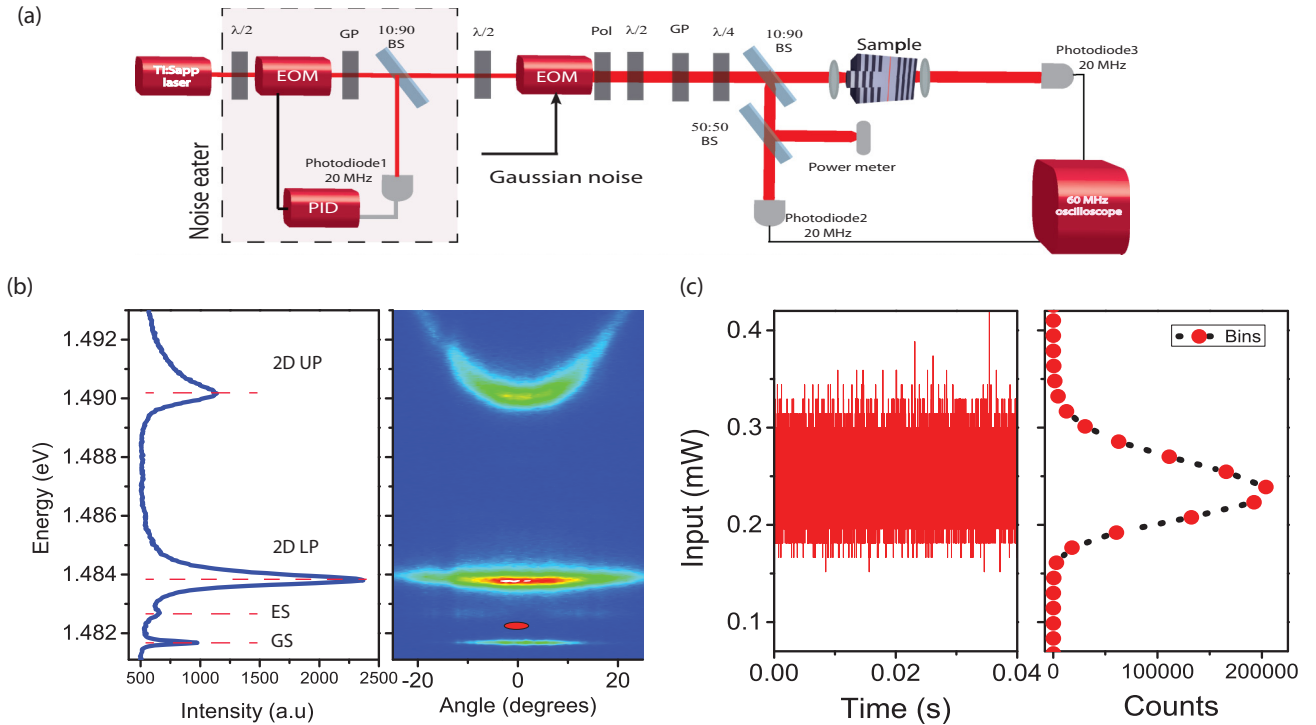 (a)
λ/2
GP
10:90
BS
λ/2
Pol
λ/2
GP
λ/4
10:90
BS
Sample
Photodiode3
20 MHz
Ti:Sapp
laser
EOM
EOM
50:50
BS
Power meter
Photodiode1
20 MHz
Gaussian noise
PID
Noise eater
Photodiode2
20 MHz
60 MHz
oscilloscope
(b)
1.492
1.490
1.488
1.486
1.484
1.482
Energy (eV)
2D UP
2D LP
ES
GS
500
1000
1500
2000
2500
Intensity (a.u)
-20
0
20
Angle (degrees)
(c)
0.4
0.3
0.2
0.1
Input (mW)
0.00
0.02
0.04
Time (s)
Bins
0
100000
200000
Counts